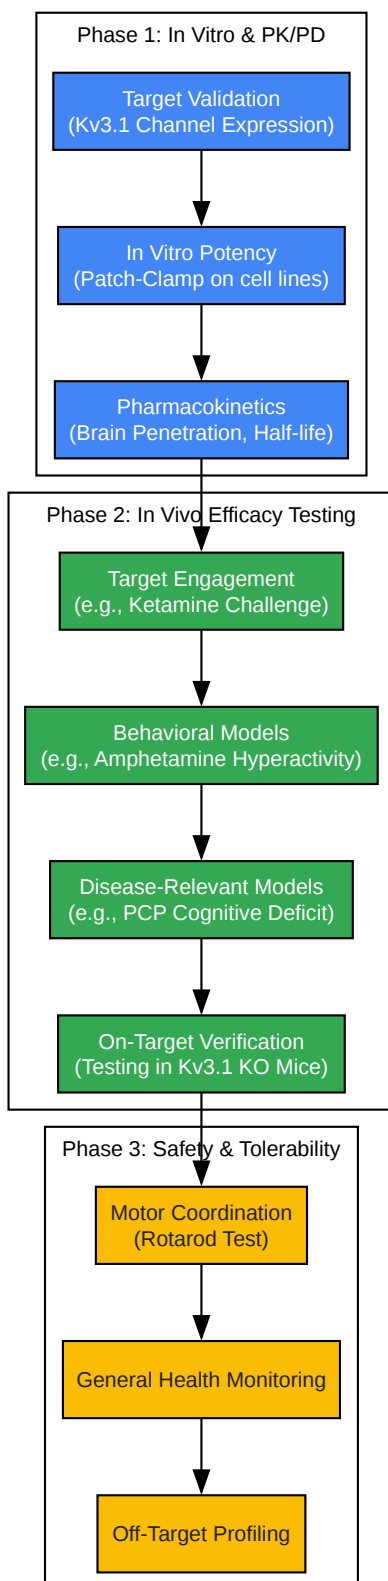 Phase 1: In Vitro & PK/PD
Target Validation
(Kv3.1 Channel Expression)
In Vitro Potency
(Patch-Clamp on cell lines)
Pharmacokinetics
(Brain Penetration, Half-life)
Phase 2: In Vivo Efficacy Testing
Target Engagement
(e.g., Ketamine Challenge)
Behavioral Models
(e.g., Amphetamine Hyperactivity)
Disease-Relevant Models
(e.g., PCP Cognitive Deficit)
On-Target Verification
(Testing in Kv3.1 KO Mice)
Phase 3: Safety & Tolerability
Motor Coordination
(Rotarod Test)
General Health Monitoring
Off-Target Profiling